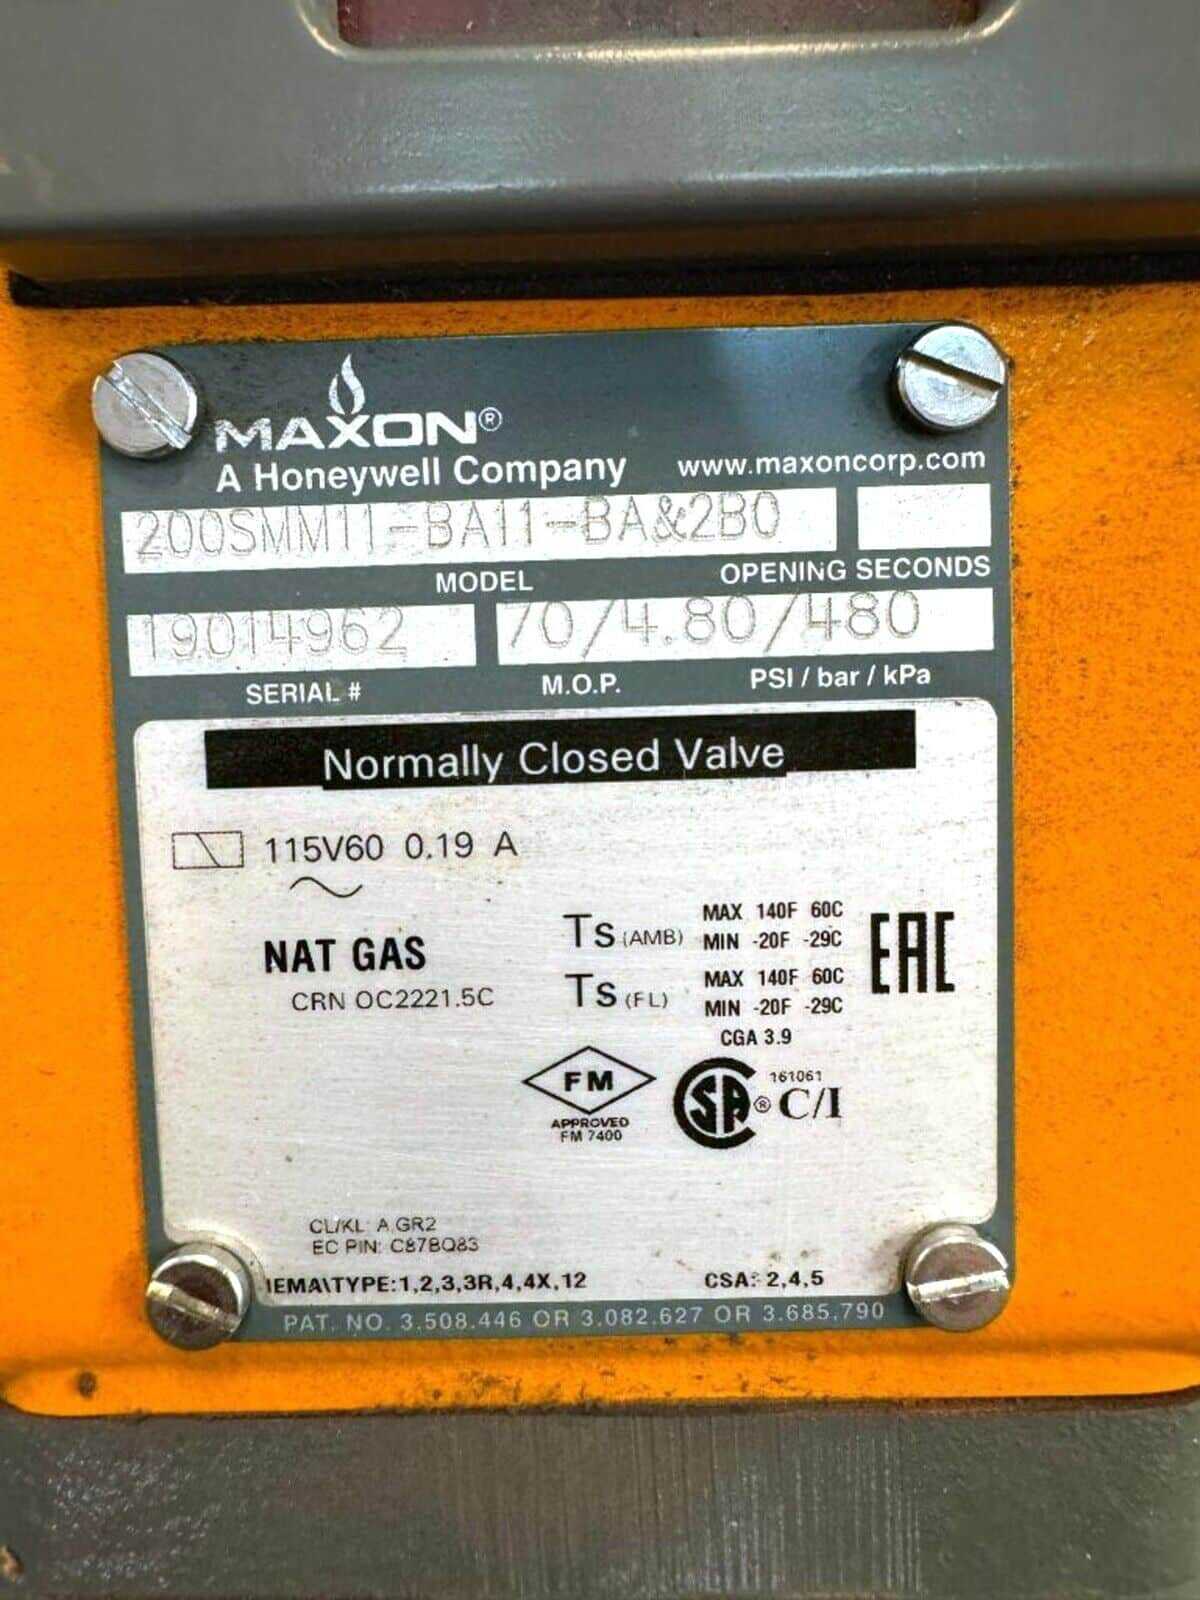 MAXON®
A Honeywell Company www.maxoncorp.com
200SMM11-BA11-BA&2B0
MODEL OPENING SECONDS
19014962 70/4.80/480
SERIAL # M.O.P. PSI / bar / kPa
Normally Closed Valve
115V60 0.19 A
NAT GAS
CRN OC2221.5C
Ts (AMB) MAX 140F 60C
MIN -20F -29C
Ts (FL) MAX 140F 60C
MIN -20F -29C
EAC
CGA 3.9
FM
APPROVED
FM 7400
SA® 161061
C/I
CL/KL: A GR2
EC PIN: C87BQ83
IEMA\TYPE:1,2,3,3R,4,4X,12 CSA: 2,4,5
PAT. NO. 3.508.446 OR 3.082.627 OR 3.685.790